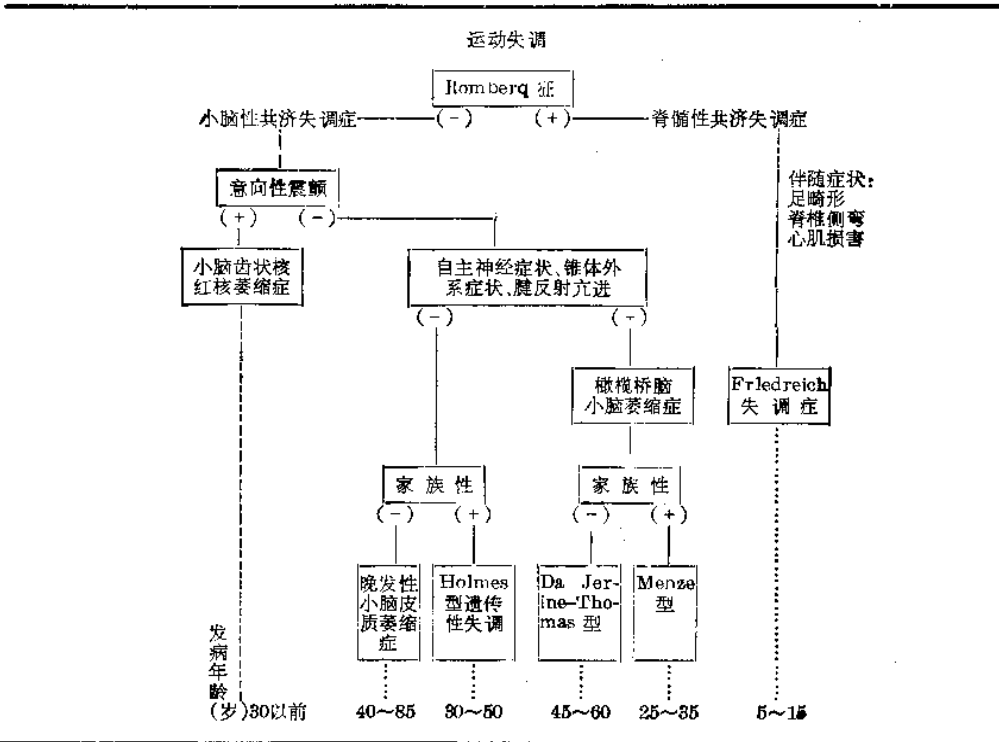 运动失调
Romberq 征
小脑性共济失调症 (－) (＋) 脊髓性共济失调症
意向性震颤
(＋) (－)
伴随症状：
足畸形
脊椎侧弯
心肌损害
小脑齿状核
红核萎缩症
自主神经症状、锥体外
系症状、腱反射亢进
(－) (＋)
橄榄桥脑
小脑萎缩症
Frledreich
失调症
家族性
(－) (＋)
家族性
(－) (＋)
晚发性
小脑皮
质萎缩
症
Holmes
型遗传
性失调
Da Jer-
ine-Tho-
mas 型
Menze
型
发病年龄
(岁) 30以前 40～85 30～50 45～60 25～35 5～15